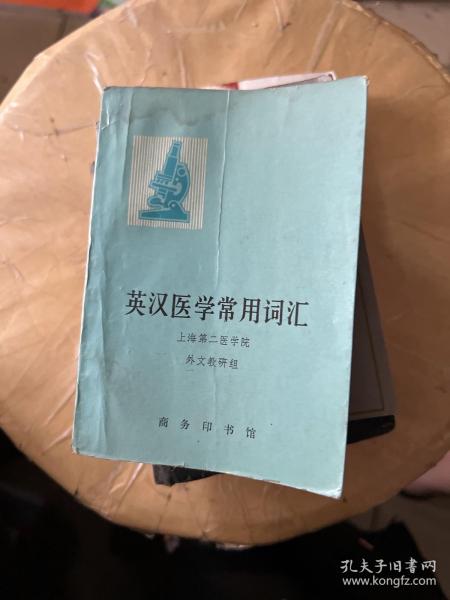 英汉医学常用词汇
上海第二医学院
外文教研组
商务印书馆
孔夫子旧书网
www.kongfz.com